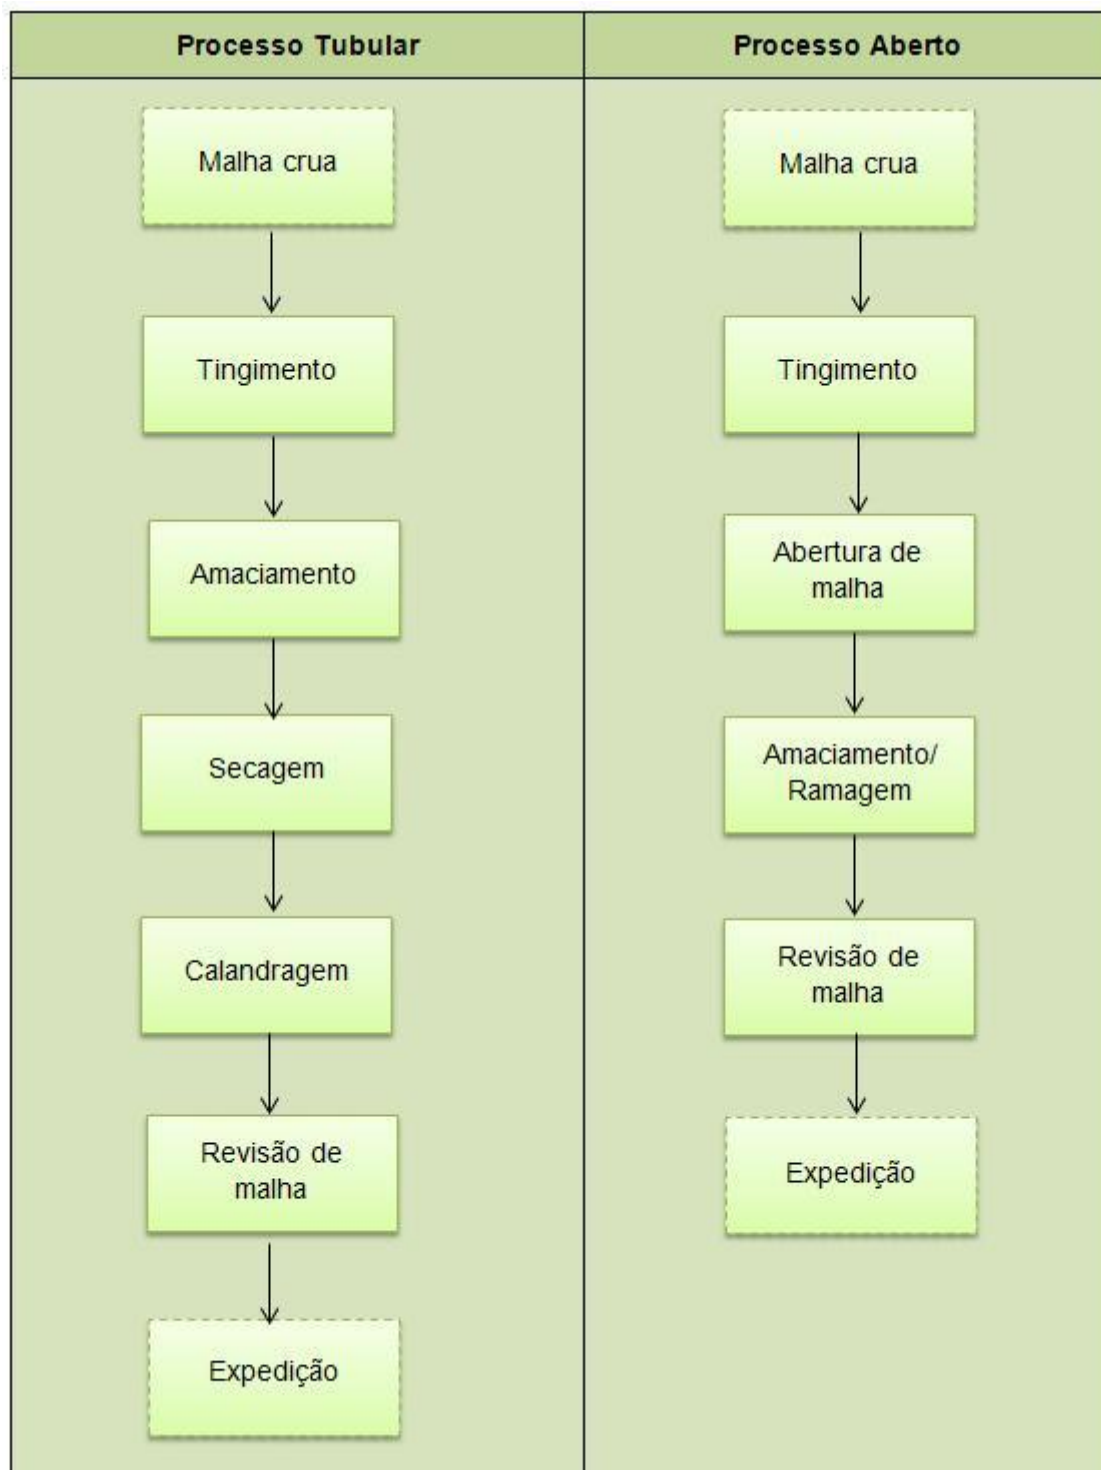 Processo Tubular
Malha crua
Tingimento
Amaciamento
Secagem
Calandragem
Revisão de
malha
Expedição
Processo Aberto
Malha crua
Tingimento
Abertura de
malha
Amaciamento/
Ramagem
Revisão de
malha
Expedição